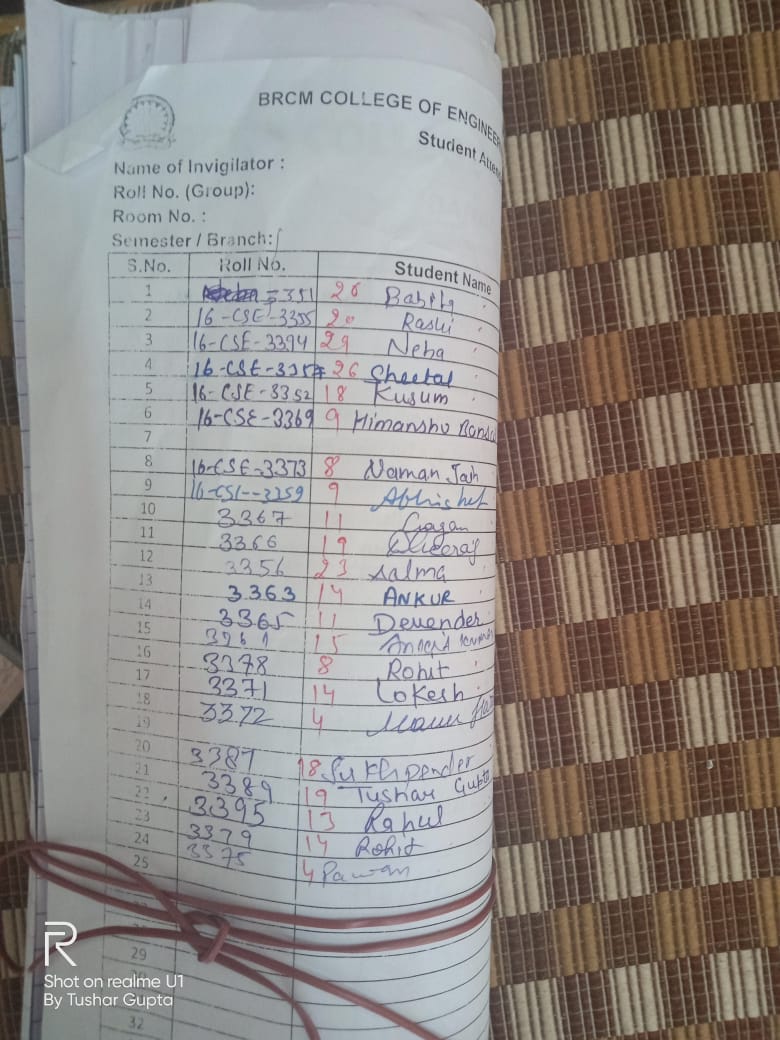 BRCM COLLEGE OF ENGINEE
Student Atten
Name of Invigilator :
Roll No. (Group):
Room No. :
Semester / Branch:
S.No. Roll No. Student Name
1 3351 26 Babita
2 16-CSE-3355 20 Rashi
3 16-CSE-3394 29 Neha
4 16-CSE-3357 26 Sheetal
5 16-CSE-3352 18 Kusum
6 16-CSE-3369 9 Himanshu Bansal
7
8 16-CSE-3373 8 Naman Jain
9 16-CSE-3359 9 Abhishek
10 3367 11 Gagan
11 3366 19 Dheeraj
12 3356 23 Salma
13 3363 14 ANKUR
14 3365 11 Devender
15 3361 15
16 3378 8 Rohit
17 3371 14 Lokesh
18 3372 4
19
20 3387 18 Sukhpender
21 3389 19 Tushar Gupta
22 3395 13 Rahul
23 3379 14 Rohit
24 3375 4 Pawan
25
29
32
Shot on realme U1
By Tushar Gupta